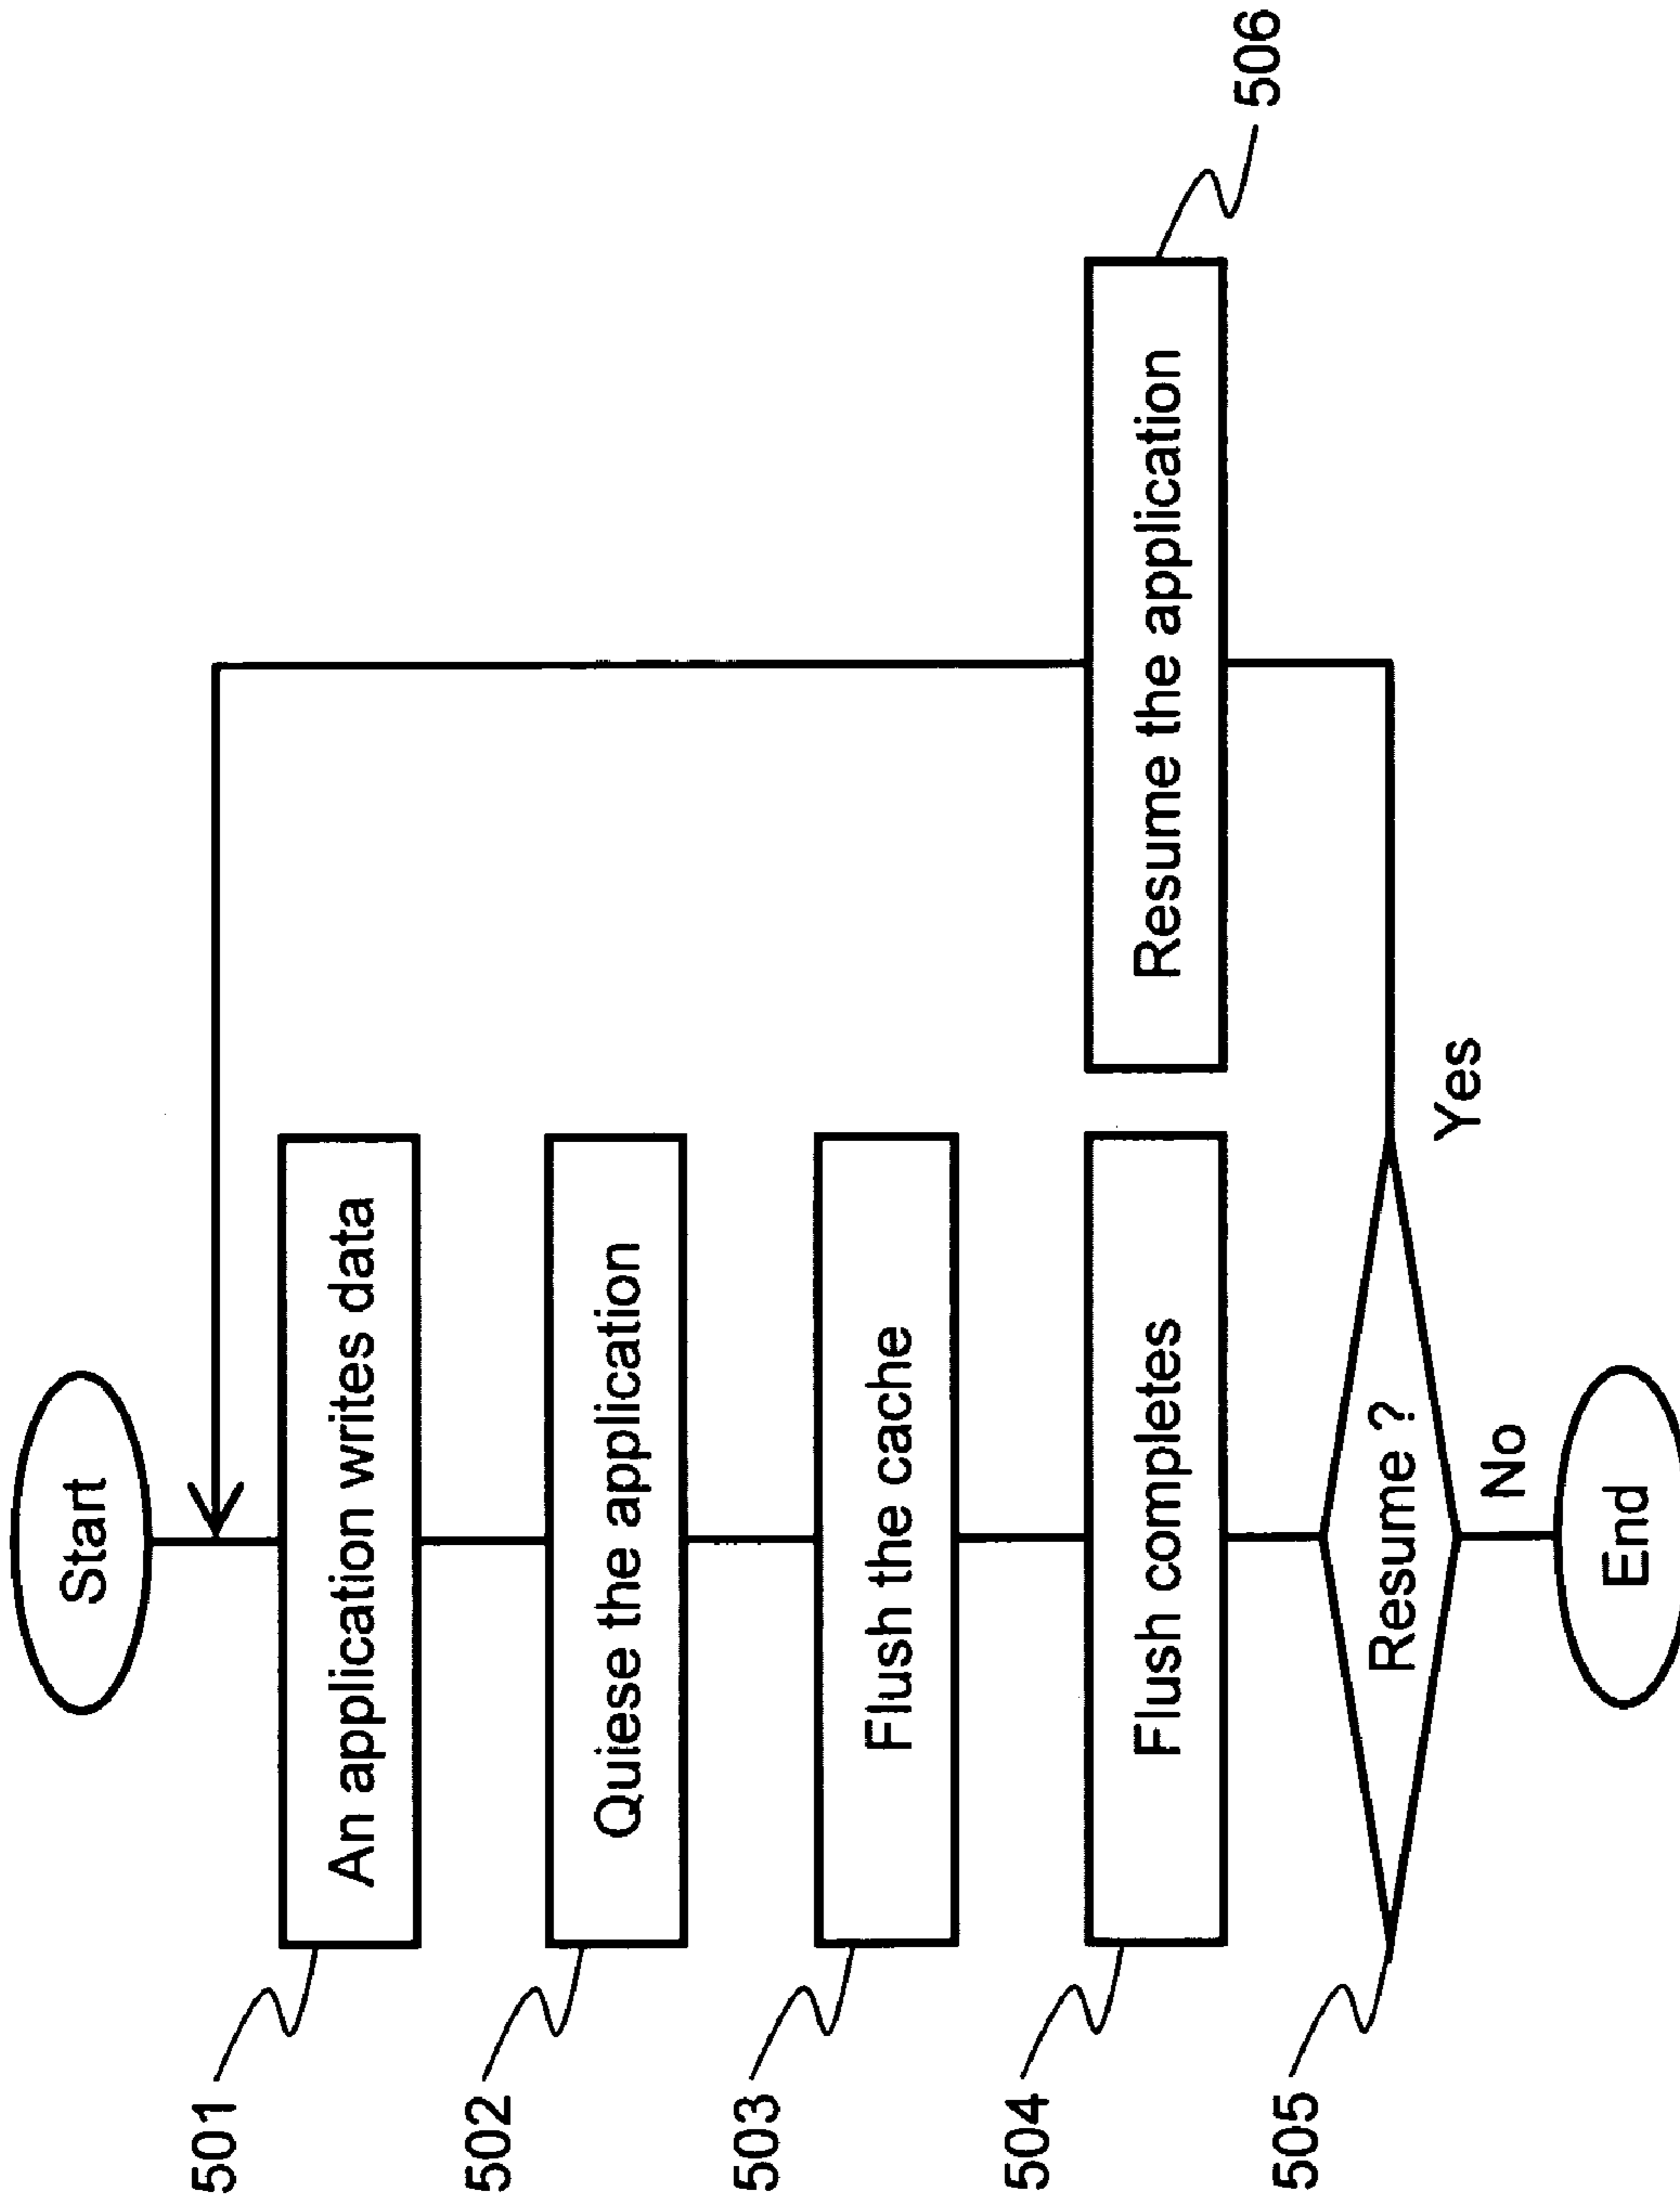 Start
501
An application writes data
502
Quiese the application
503
Flush the cache
504
Flush completes
Resume the application
506
505
Resume ?
Yes
No
End